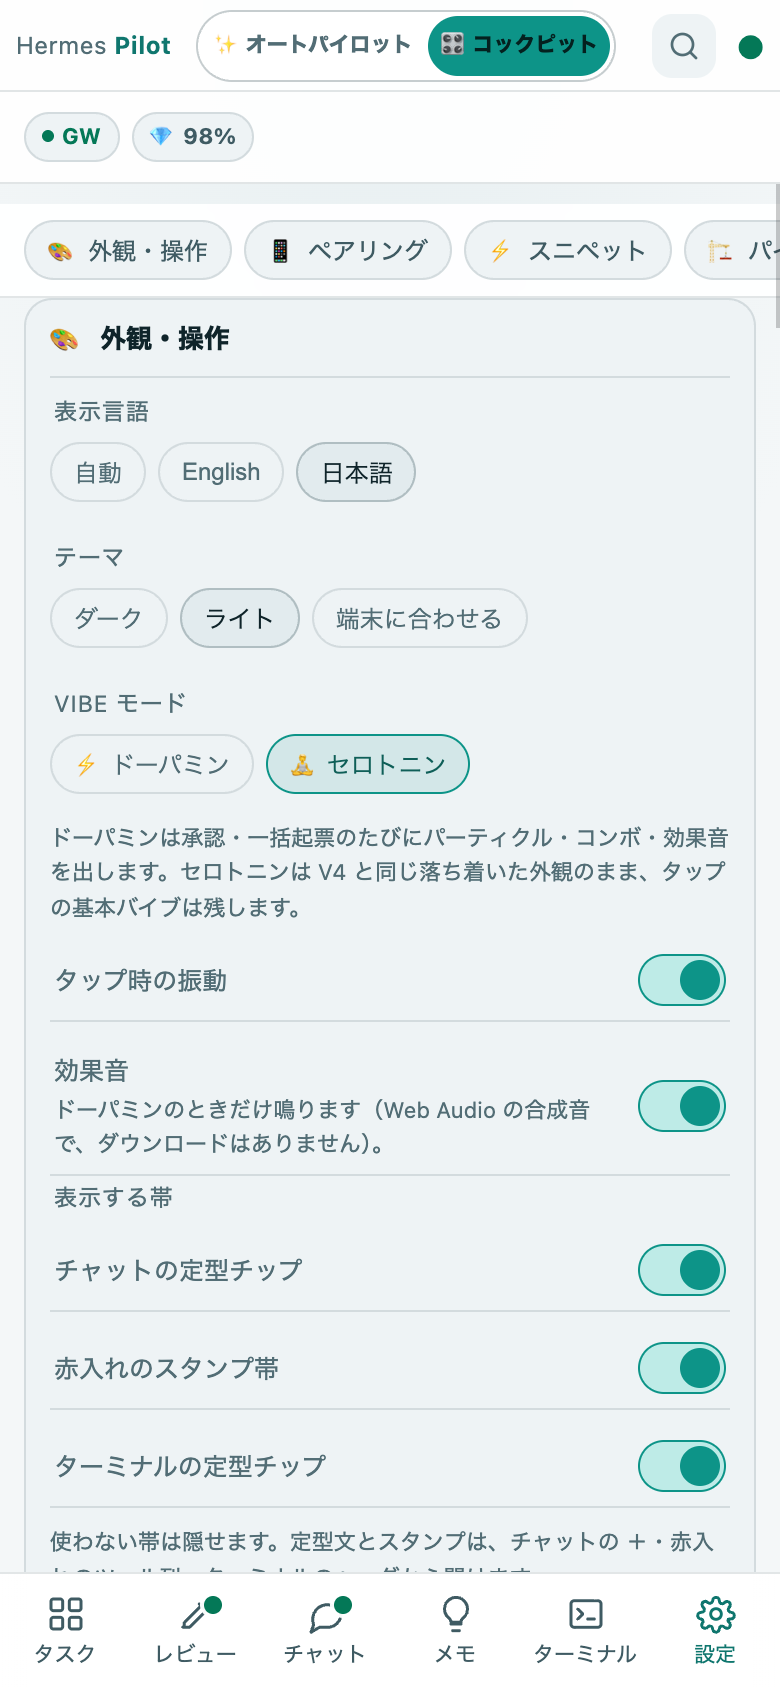 Hermes Pilot
✨ オートパイロット
🎛️ コックピット
GW
💎 98%
🎨 外観・操作
📱 ペアリング
⚡ スニペット
🏗️ パイ
🎨 外観・操作
表示言語
自動
English
日本語
テーマ
ダーク
ライト
端末に合わせる
VIBE モード
⚡ ドーパミン
🧘 セロトニン
ドーパミンは承認・一括起票のたびにパーティクル・コンボ・効果音
を出します。セロトニンは V4 と同じ落ち着いた外観のまま、タップ
の基本バイブは残します。
タップ時の振動
効果音
ドーパミンのときだけ鳴ります（Web Audio の合成音
で、ダウンロードはありません）。
表示する帯
チャットの定型チップ
赤入れのスタンプ帯
ターミナルの定型チップ
使わない帯は隠せます。定型文とスタンプは、チャットの ＋・赤入
タスク
レビュー
チャット
メモ
ターミナル
設定